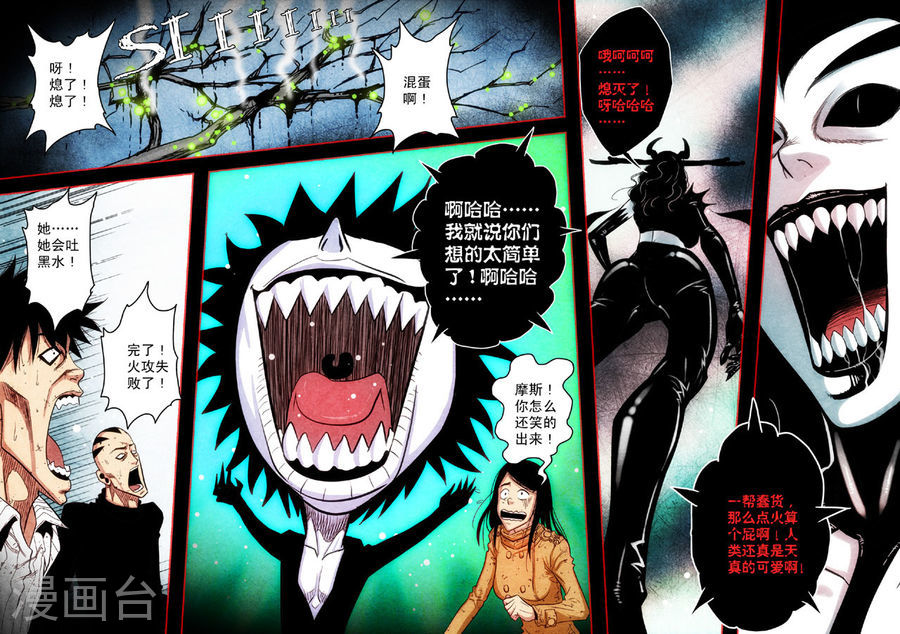 呀！
熄了！
熄了！
SIIIIIIII
混蛋
啊！
哦呵呵呵
……
熄灭了！
呀哈哈哈
……
她……
她会吐
黑水！
完了！
火攻失
败了！
啊哈哈……
我就说你们
想的太简单
了！啊哈哈
……
摩斯！
你怎么
还笑的
出来！
一帮蠢货，
那么点火算
个屁啊！人
类还真是天
真的可爱啊！
漫画台